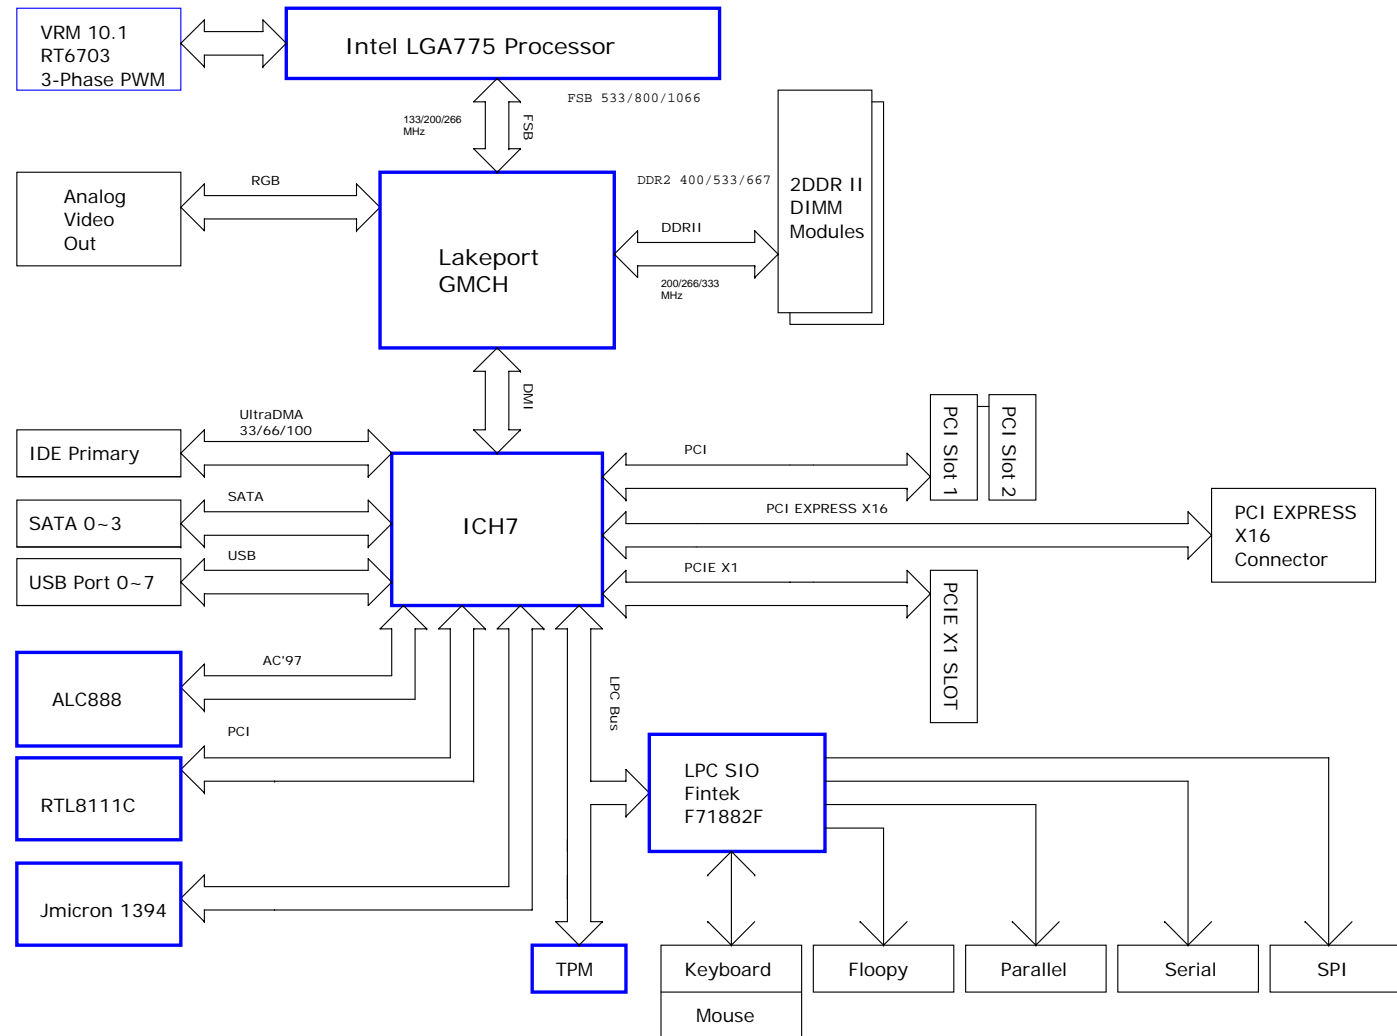 VRM 10.1
RT6703
3-Phase PWM
Intel LGA775 Processor
FSB 533/800/1066
133/200/266
MHz
FSB
Analog
Video
Out
RGB
Lakeport
GMCH
DDR2 400/533/667
DDRII
200/266/333
MHz
2DDR II
DIMM
Modules
DMI
UltraDMA
33/66/100
IDE Primary
SATA
SATA 0~3
USB
USB Port 0~7
ICH7
PCI
PCI Slot 1
PCI Slot 2
PCI EXPRESS X16
PCI EXPRESS
X16
Connector
PCIE X1
PCIE X1 SLOT
AC'97
ALC888
PCI
RTL8111C
Jmicron 1394
LPC Bus
LPC SIO
Fintek
F71882F
TPM
Keyboard
Mouse
Floopy
Parallel
Serial
SPI